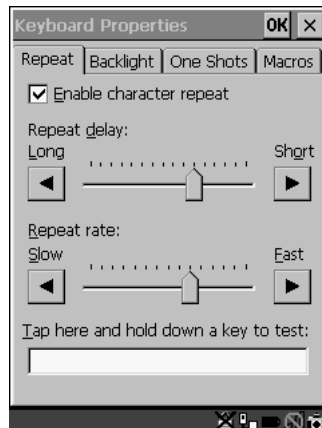 Keyboard Properties OK ×
Repeat Backlight One Shots Macros
Enable character repeat
Repeat delay:
Long Short
Repeat rate:
Slow Fast
Tap here and hold down a key to test: